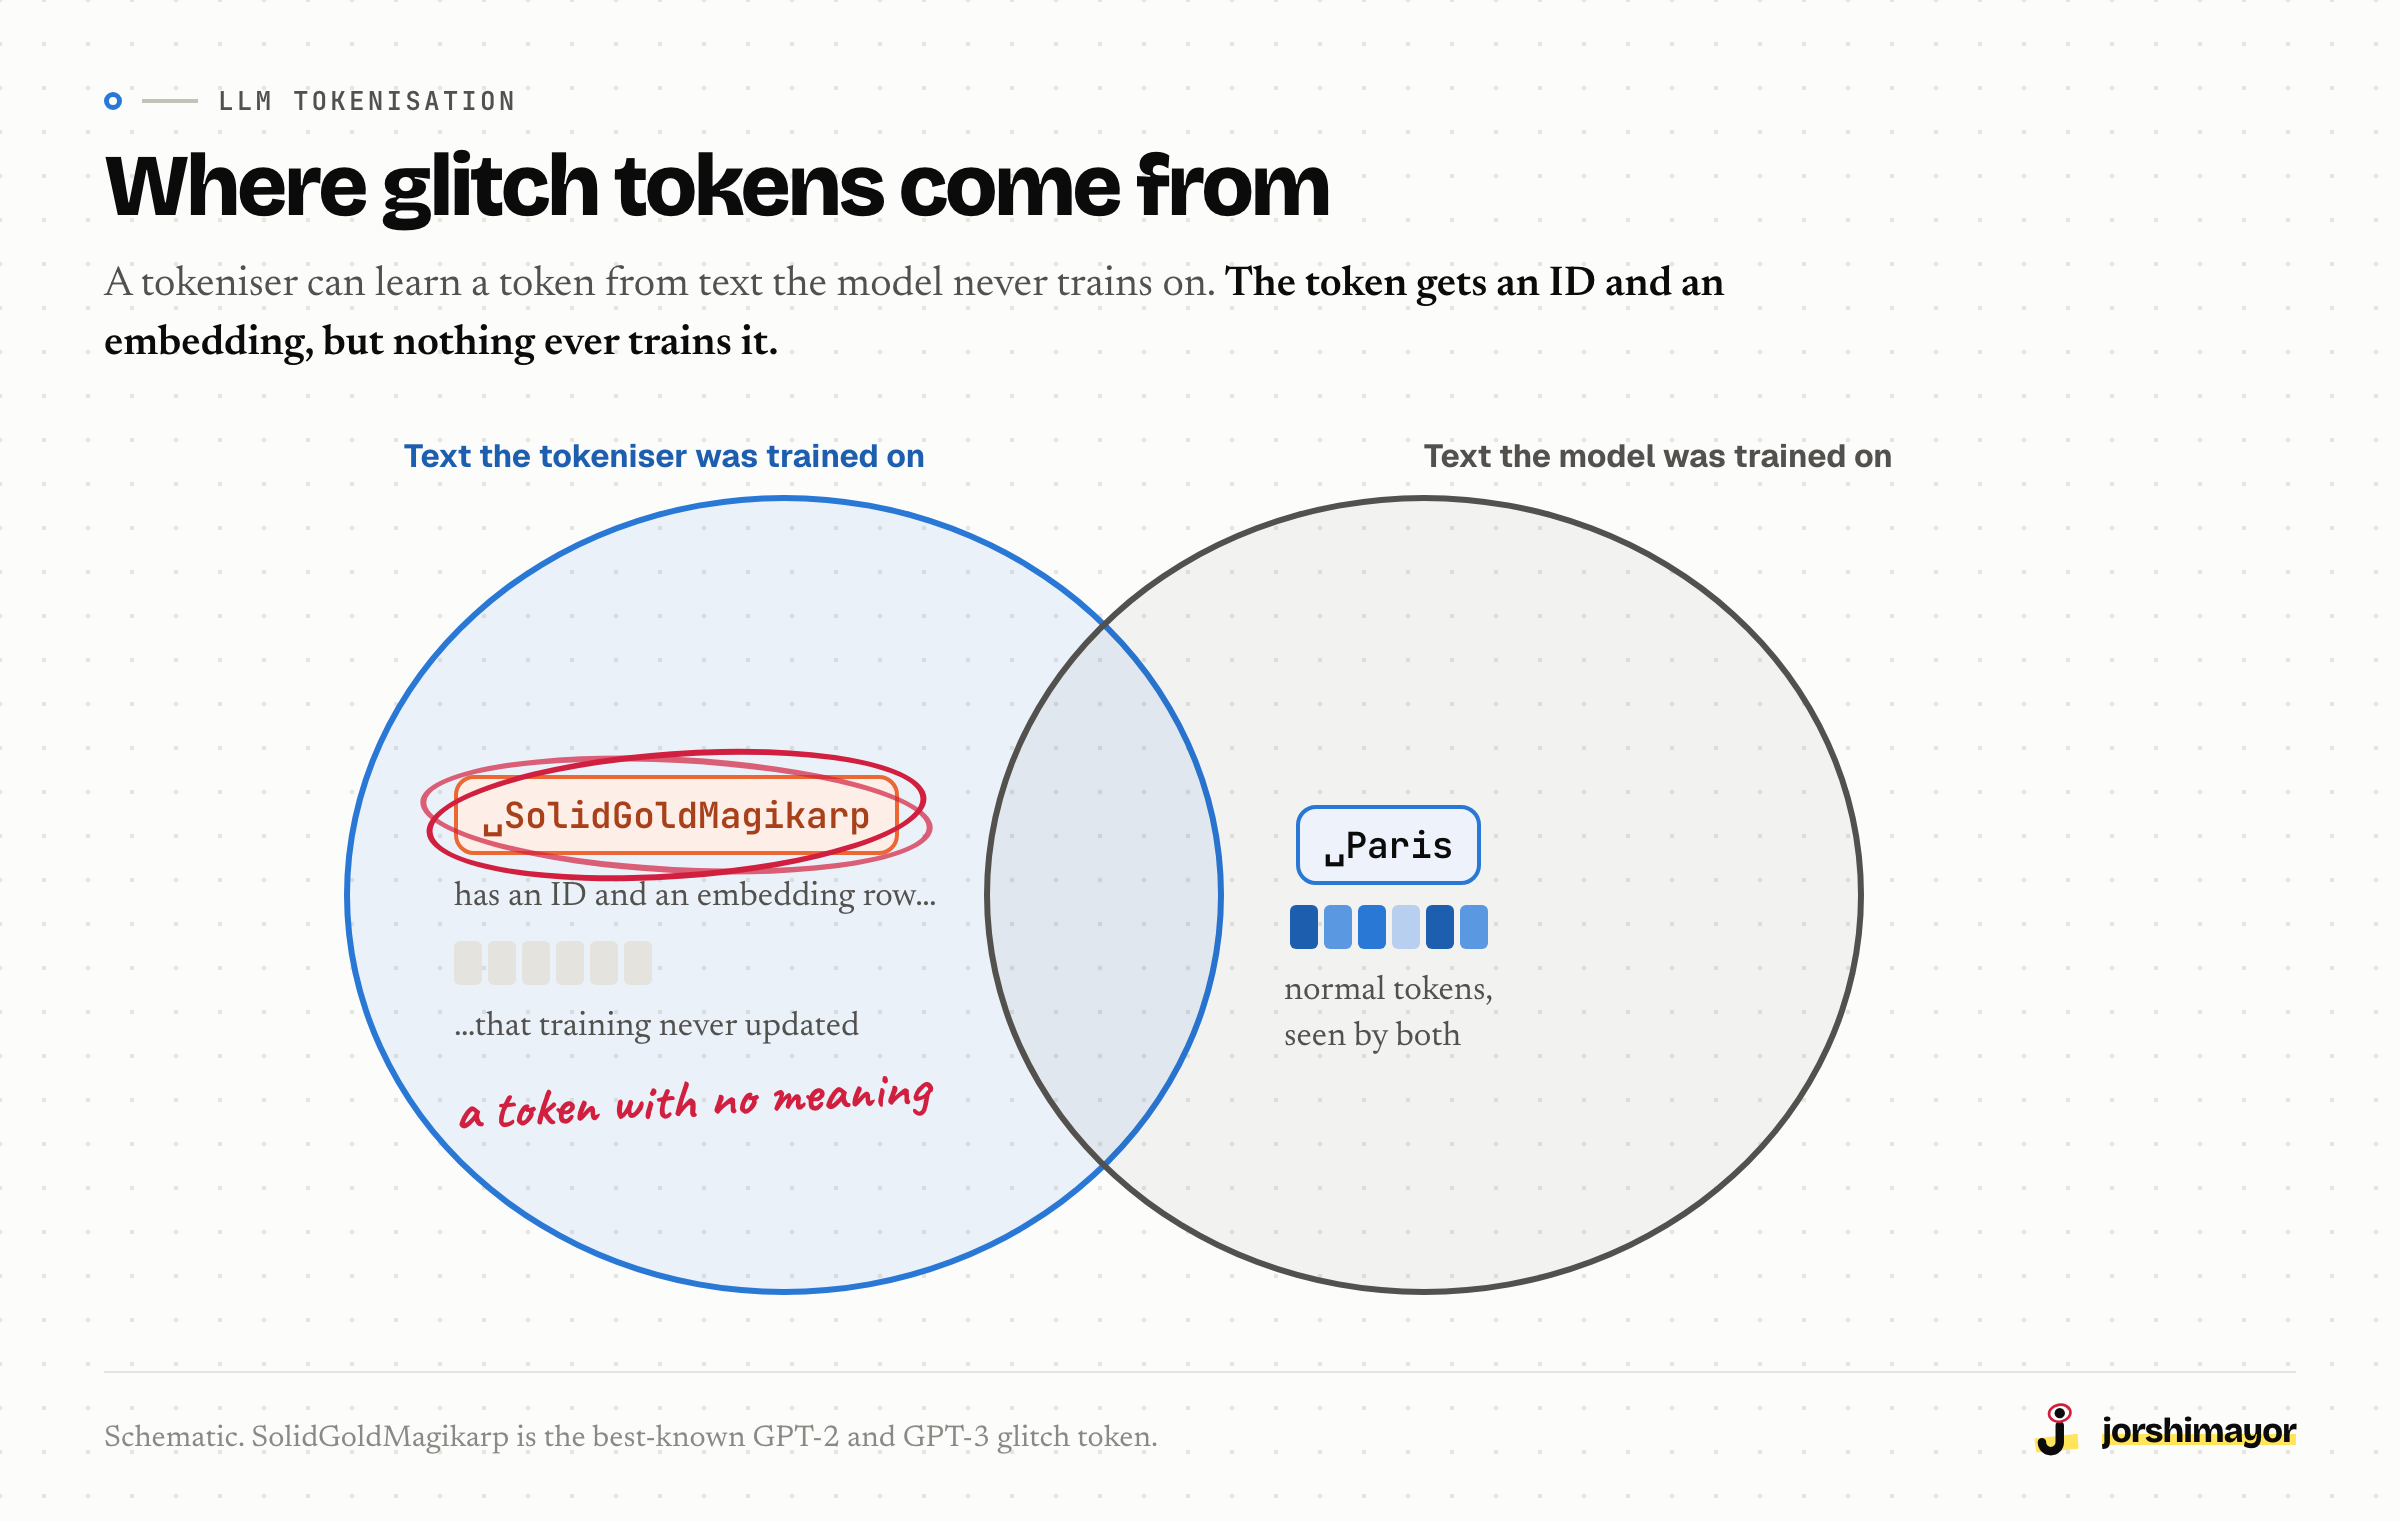 LLM TOKENISATION
Where glitch tokens come from
A tokeniser can learn a token from text the model never trains on. The token gets an ID and an
embedding, but nothing ever trains it.
Text the tokeniser was trained on
Text the model was trained on
␣SolidGoldMagikarp
has an ID and an embedding row...
...that training never updated
a token with no meaning
␣Paris
normal tokens,
seen by both
Schematic. SolidGoldMagikarp is the best-known GPT-2 and GPT-3 glitch token.
jorshimayor